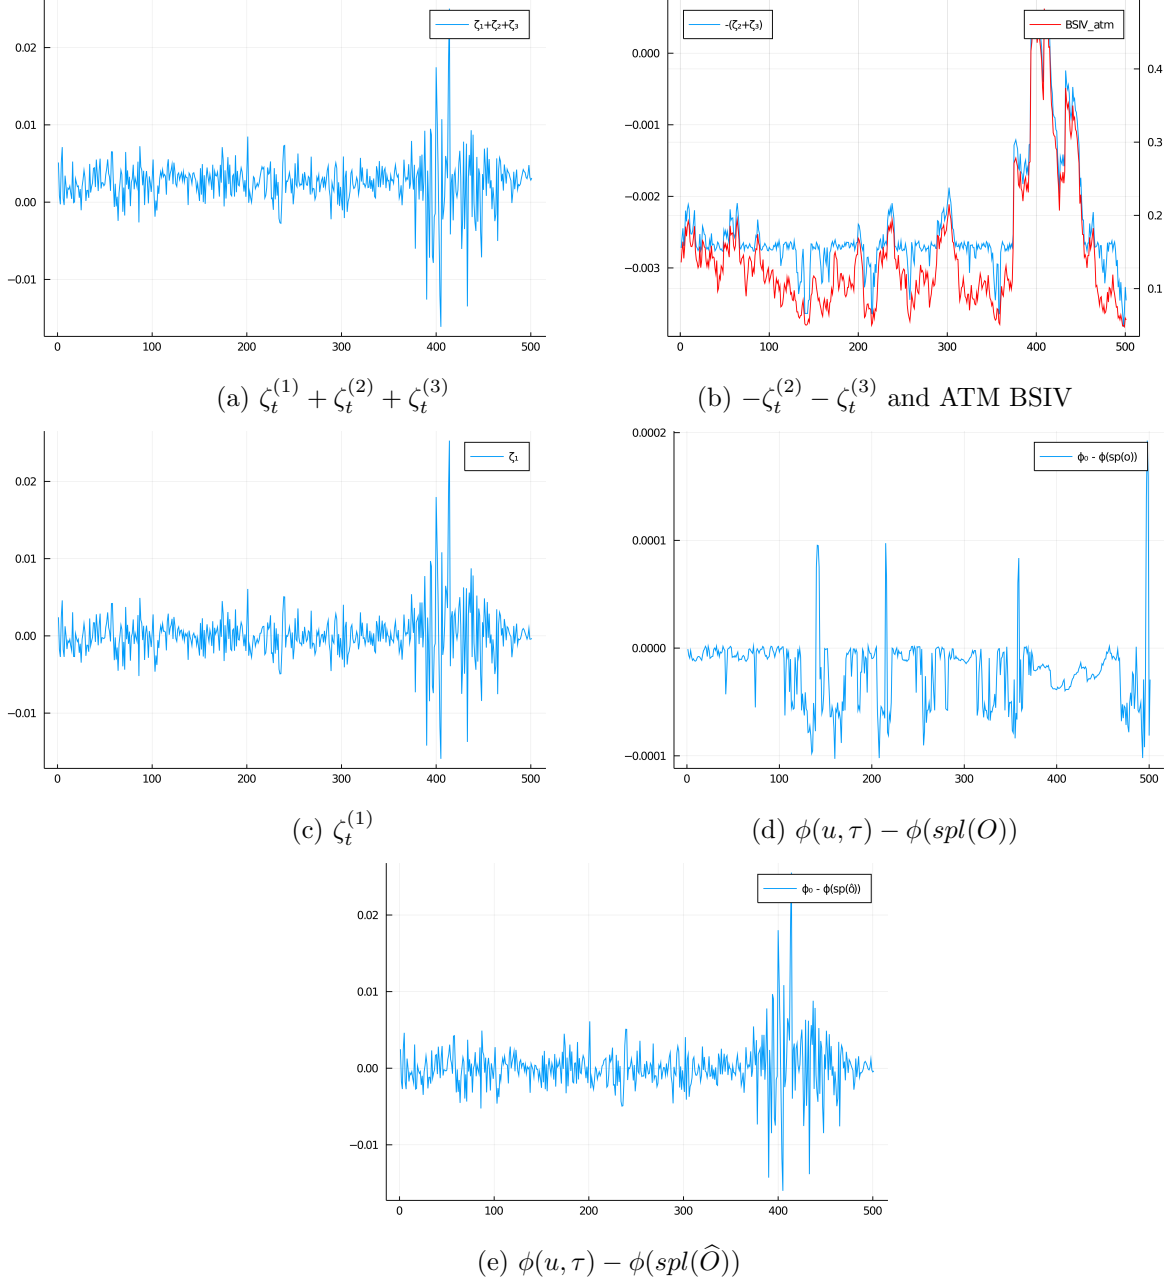 ζ₁+ζ₂+ζ₃
0.02
0.01
0.00
−0.01
0 100 200 300 400 500
(a) ζ_t^{(1)} + ζ_t^{(2)} + ζ_t^{(3)}
-(ζ₂+ζ₃)
BSIV_atm
0.000
−0.001
−0.002
−0.003
0.4
0.3
0.2
0.1
0 100 200 300 400 500
(b) −ζ_t^{(2)} − ζ_t^{(3)} and ATM BSIV
ζ₁
0.02
0.01
0.00
−0.01
0 100 200 300 400 500
(c) ζ_t^{(1)}
ϕ₀ - ϕ(sp(o))
0.0002
0.0001
0.0000
−0.0001
0 100 200 300 400 500
(d) ϕ(u, τ) − ϕ(spl(O))
ϕ₀ - ϕ(sp(ô))
0.02
0.01
0.00
−0.01
0 100 200 300 400 500
(e) ϕ(u, τ) − ϕ(spl(Ô))